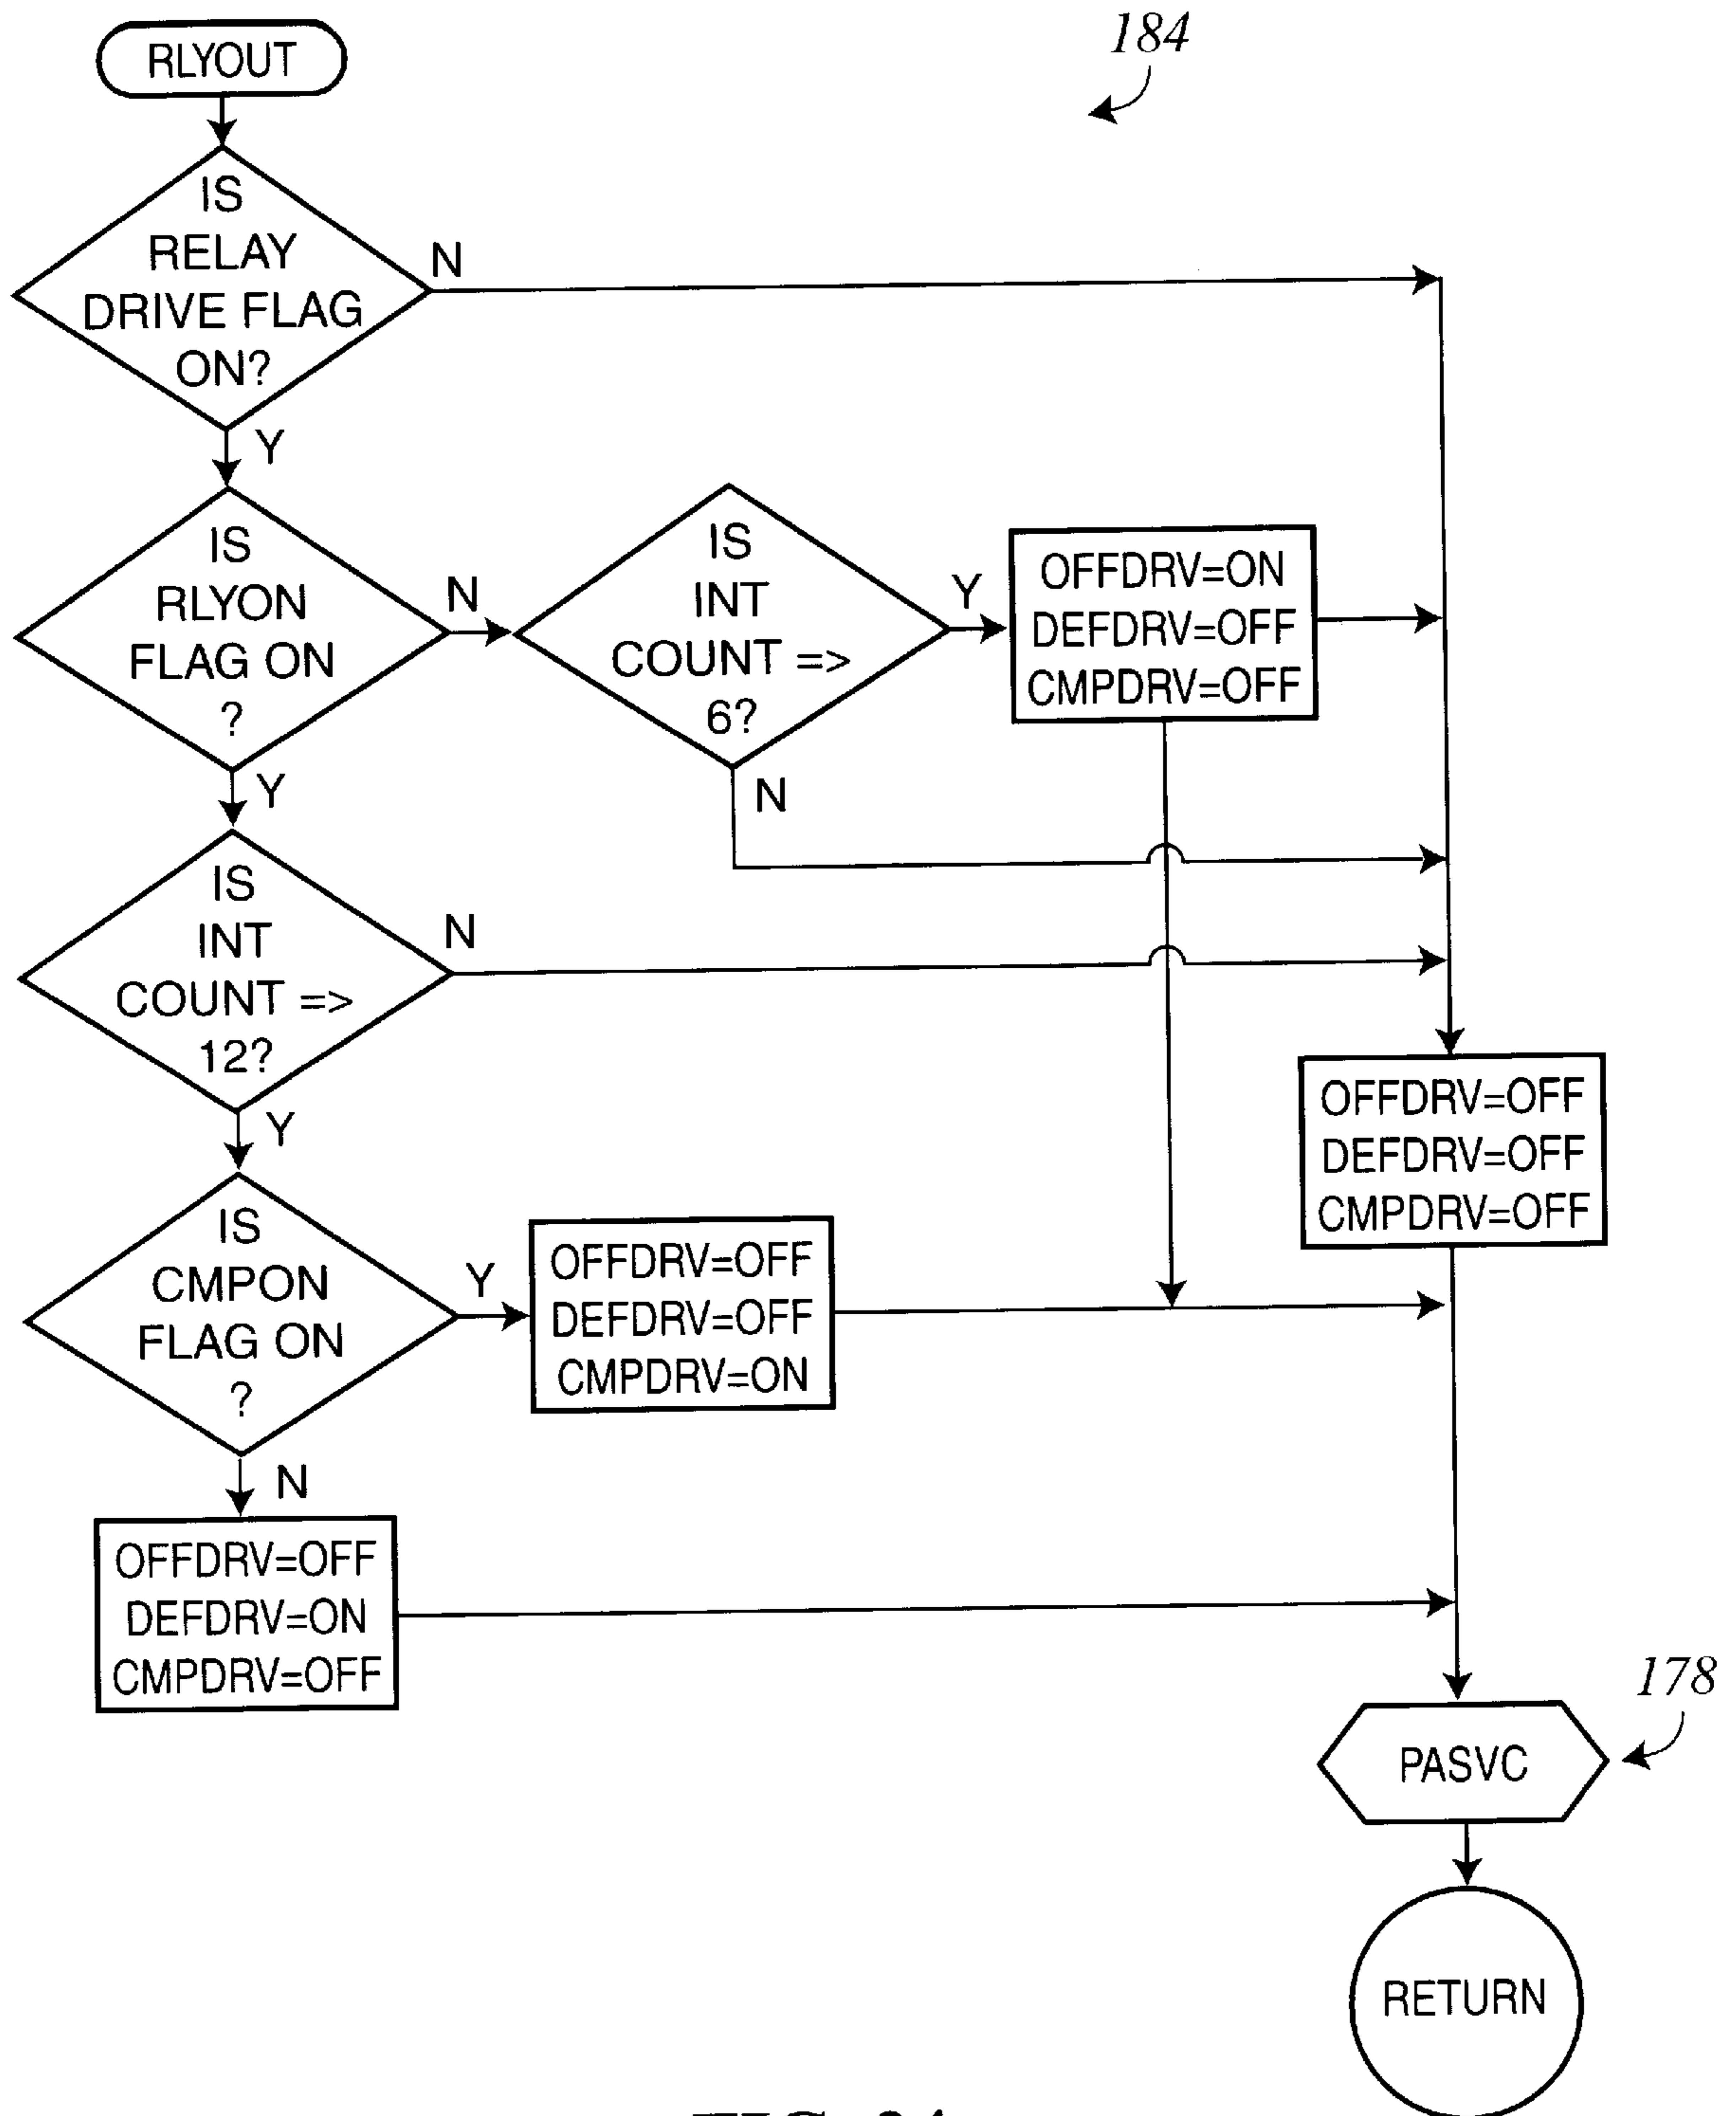 184
RLYOUT
IS
RELAY
DRIVE FLAG
ON?
N
Y
IS
RLYON
FLAG ON
?
N
IS
INT
COUNT =>
6?
Y
OFFDRV=ON
DEFDRV=OFF
CMPDRV=OFF
N
Y
IS
INT
COUNT =>
12?
N
Y
OFFDRV=OFF
DEFDRV=OFF
CMPDRV=OFF
IS
CMPON
FLAG ON
?
Y
OFFDRV=OFF
DEFDRV=OFF
CMPDRV=ON
N
OFFDRV=OFF
DEFDRV=ON
CMPDRV=OFF
178
PASVC
RETURN